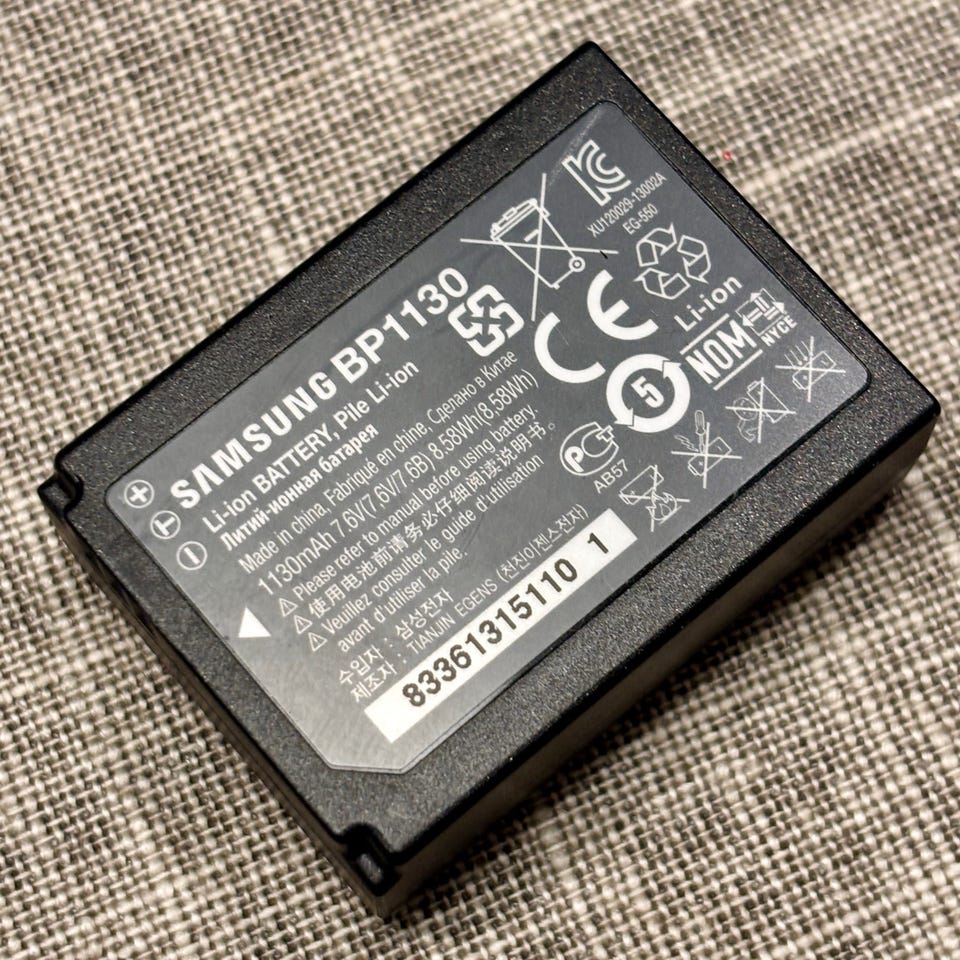 SAMSUNG BP1130
Li-ion BATTERY, Pile Li-ion
Литий-ионная батарея
Made in china, Fabriqué en chine, Сделано в Китае
1130mAh 7.6V(7.6V/7.6B) 8.58Wh(8.58Wh)
⚠Please refer to manual before using battery.
⚠使用电池前请务必仔细阅读说明书。
⚠Veuillez consulter le guide d'utilisation
avant d'utiliser la pile.
수입자 : 삼성전자
제조자 : TIANJIN EGENS (천진이전스전자)
83361315110 1
+
T
−
KC
XU120029-13002A
EG-550
CE
Li-ion
5
NOM
NYCE
PC
AB57